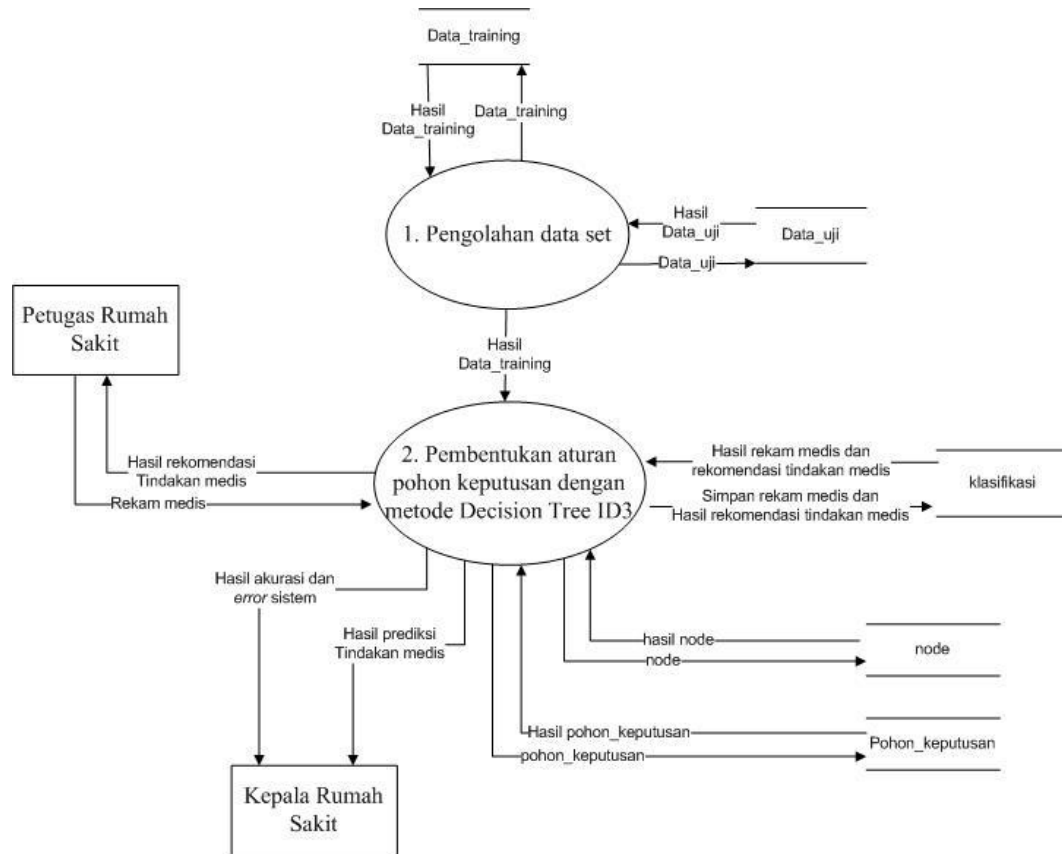 Data_training
Hasil
Data_training
Data_training
1. Pengolahan data set
Hasil
Data_uji
Data_uji
Data_uji
Petugas Rumah
Sakit
Hasil
Data_training
Hasil rekomendasi
Tindakan medis
Rekam medis
2. Pembentukan aturan
pohon keputusan dengan
metode Decision Tree ID3
Hasil rekam medis dan
rekomendasi tindakan medis
Simpan rekam medis dan
Hasil rekomendasi tindakan medis
klasifikasi
Hasil akurasi dan
error sistem
Hasil prediksi
Tindakan medis
hasil node
node
node
Hasil pohon_keputusan
pohon_keputusan
Pohon_keputusan
Kepala Rumah
Sakit